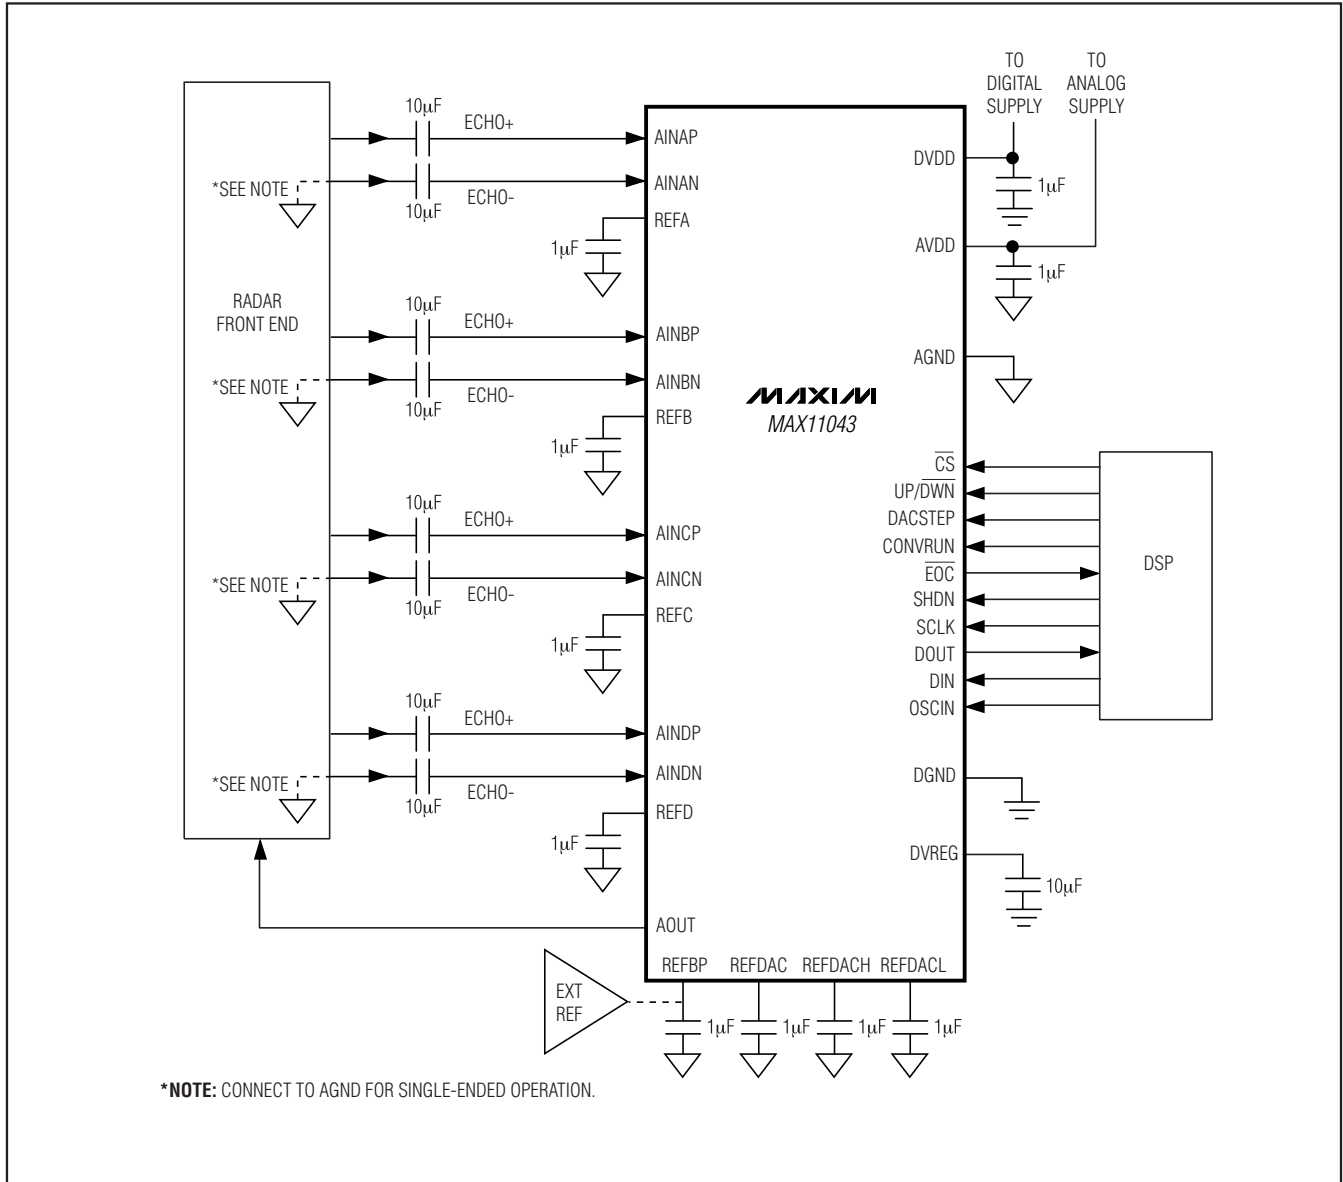 TO
DIGITAL
SUPPLY
TO
ANALOG
SUPPLY
10µF
ECHO+
AINAP
DVDD
*SEE NOTE
AINAN
1µF
10µF
ECHO-
REFA
1µF
AVDD
1µF
RADAR
FRONT END
10µF
ECHO+
AINBP
AGND
*SEE NOTE
AINBN
10µF
ECHO-
REFB
1µF
MAXIM
MAX11043
CS
UP/DWN
DACSTEP
CONVRUN
EOC
SHDN
SCLK
DOUT
DIN
OSCIN
DSP
10µF
ECHO+
AINCP
*SEE NOTE
AINCN
10µF
ECHO-
REFC
1µF
10µF
ECHO+
AINDP
*SEE NOTE
AINDN
10µF
ECHO-
REFD
1µF
DGND
DVREG
10µF
AOUT
REFBP REFDAC REFDACH REFDACL
EXT
REF
1µF 1µF 1µF 1µF
*NOTE: CONNECT TO AGND FOR SINGLE-ENDED OPERATION.